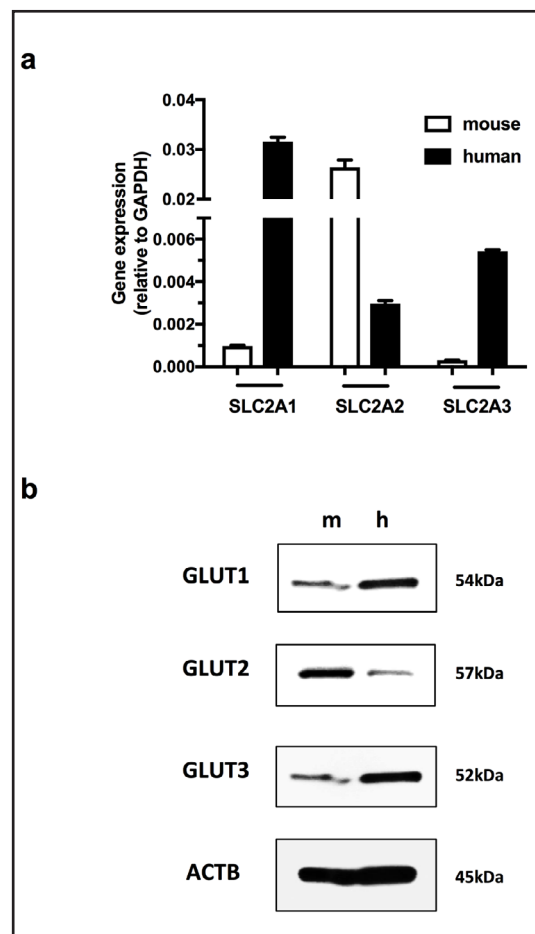 a
Gene expression
(relative to GAPDH)
0.04
0.03
0.02
0.006
0.004
0.002
0.000
mouse
human
SLC2A1 SLC2A2 SLC2A3
b
m h
GLUT1 54kDa
GLUT2 57kDa
GLUT3 52kDa
ACTB 45kDa